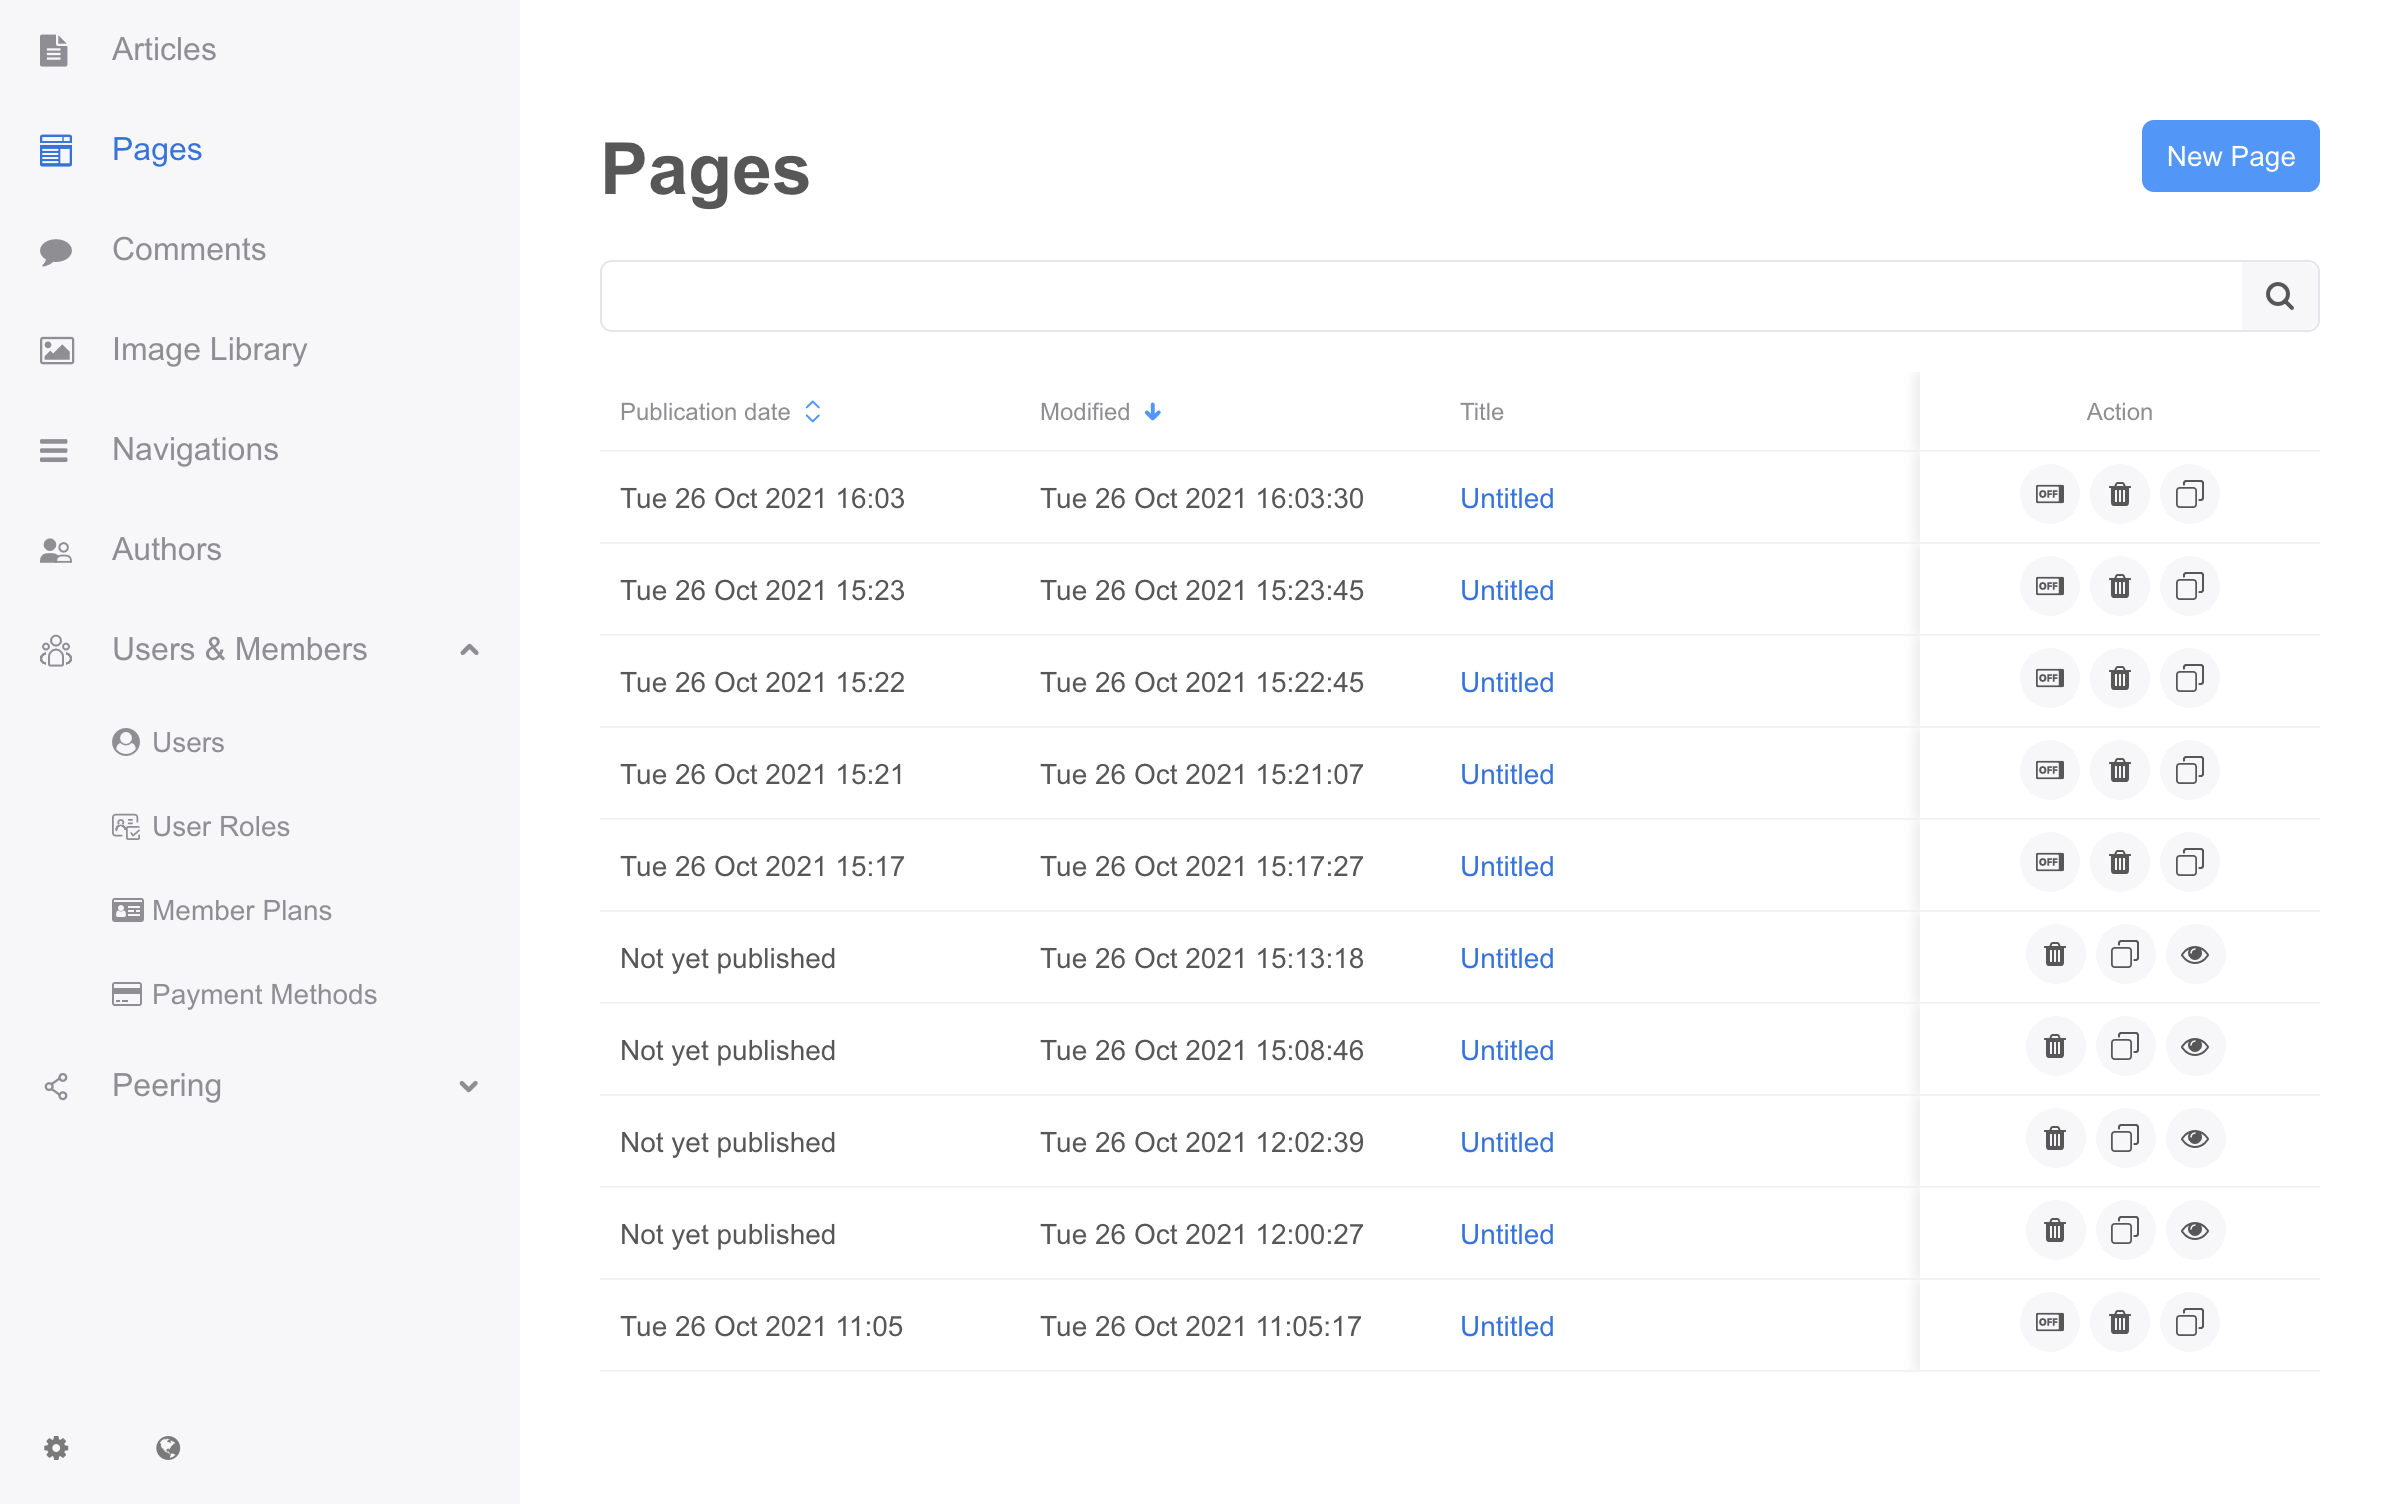 Articles
Pages
Comments
Image Library
Navigations
Authors
Users & Members
Users
User Roles
Member Plans
Payment Methods
Peering
Pages
New Page
Publication date Modified Title Action
Tue 26 Oct 2021 16:03 Tue 26 Oct 2021 16:03:30 Untitled OFF
Tue 26 Oct 2021 15:23 Tue 26 Oct 2021 15:23:45 Untitled OFF
Tue 26 Oct 2021 15:22 Tue 26 Oct 2021 15:22:45 Untitled OFF
Tue 26 Oct 2021 15:21 Tue 26 Oct 2021 15:21:07 Untitled OFF
Tue 26 Oct 2021 15:17 Tue 26 Oct 2021 15:17:27 Untitled OFF
Not yet published Tue 26 Oct 2021 15:13:18 Untitled
Not yet published Tue 26 Oct 2021 15:08:46 Untitled
Not yet published Tue 26 Oct 2021 12:02:39 Untitled
Not yet published Tue 26 Oct 2021 12:00:27 Untitled
Tue 26 Oct 2021 11:05 Tue 26 Oct 2021 11:05:17 Untitled OFF